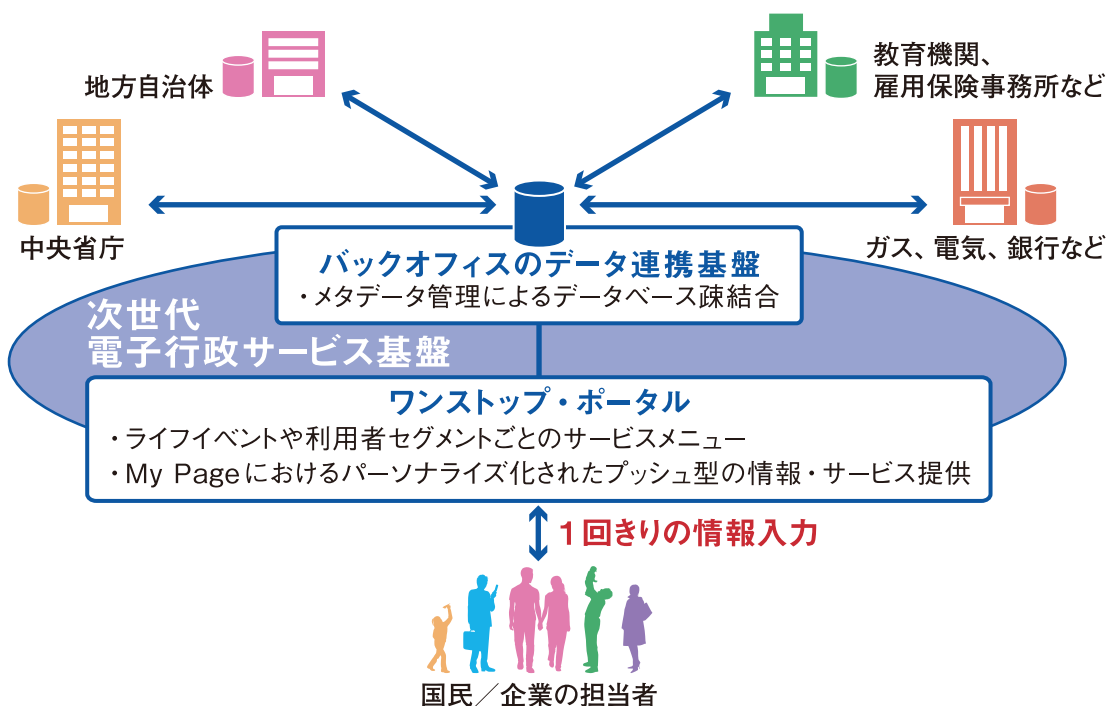 地方自治体
教育機関、
雇用保険事務所など
中央省庁
ガス、電気、銀行など
バックオフィスのデータ連携基盤
・メタデータ管理によるデータベース疎結合
次世代
電子行政サービス基盤
ワンストップ・ポータル
・ライフイベントや利用者セグメントごとのサービスメニュー
・My Pageにおけるパーソナライズ化されたプッシュ型の情報・サービス提供
1回きりの情報入力
国民／企業の担当者